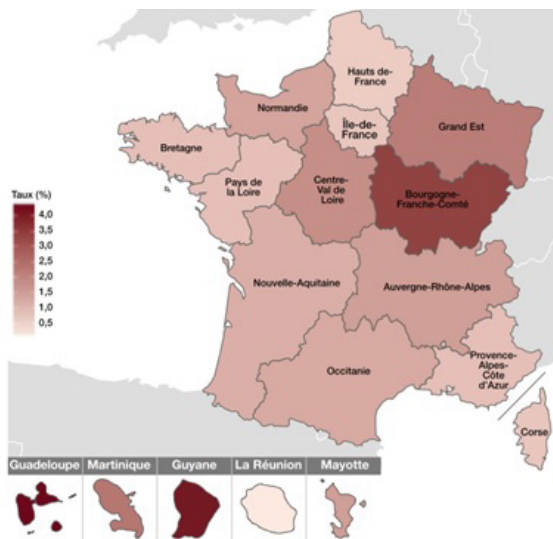 Hauts de-
France
Normandie
Île-de-
France
Grand Est
Bretagne
Pays de
la Loire
Centre-
Val de
Loire
Bourgogne-
Franche-Comté
Taux (%)
4,0
3,5
3,0
2,5
2,0
1,5
1,0
0,5
Nouvelle-Aquitaine
Auvergne-Rhône-Alpes
Occitanie
Provence-
Alpes-
Côte
d'Azur
Corse
Guadeloupe
Martinique
Guyane
La Réunion
Mayotte